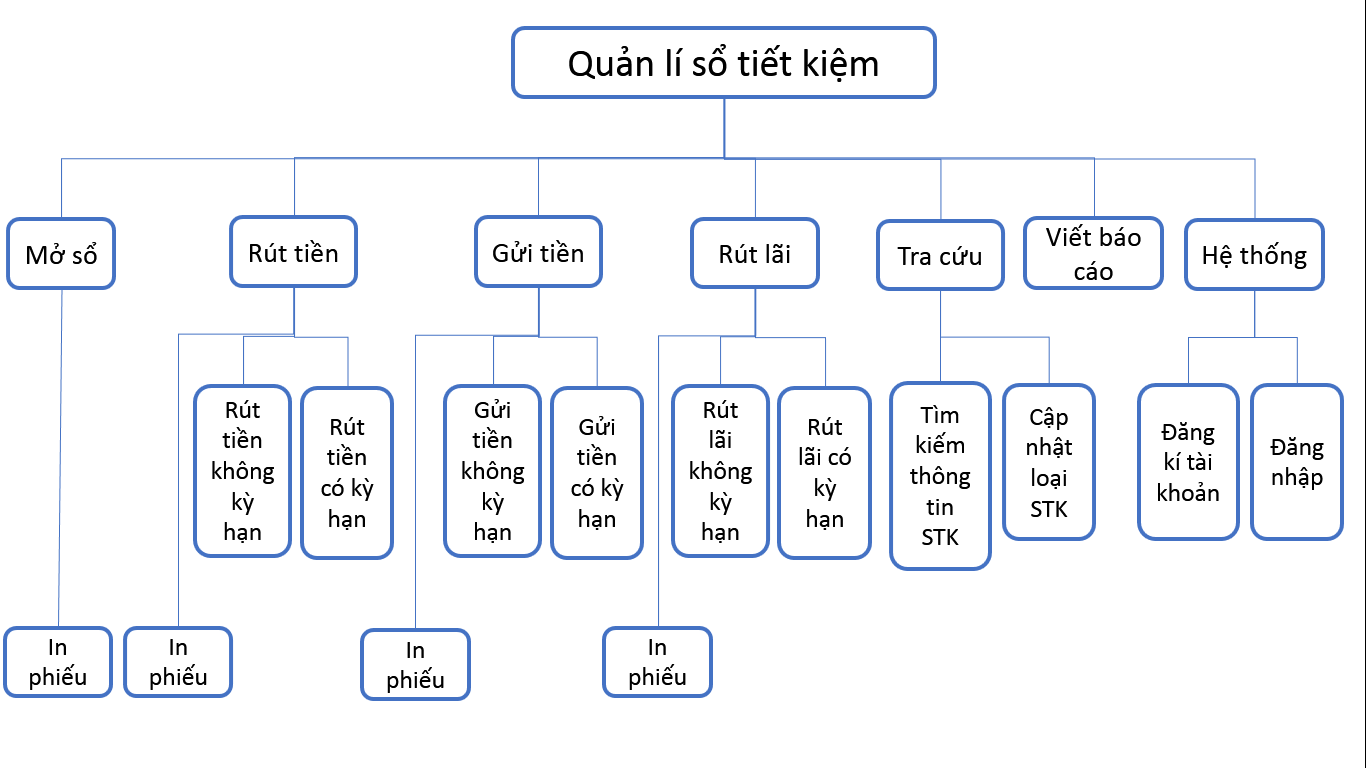 Quản lí sổ tiết kiệm
Mở sổ
Rút tiền
Gửi tiền
Rút lãi
Tra cứu
Viết báo
cáo
Hệ thống
Rút
tiền
không
kỳ
hạn
Rút
tiền
có kỳ
hạn
Gửi
tiền
không
kỳ
hạn
Gửi
tiền
có kỳ
hạn
Rút
lãi
không
kỳ
hạn
Rút
lãi có
kỳ
hạn
Tìm
kiếm
thông
tin
STK
Cập
nhật
loại
STK
Đăng
kí tài
khoản
Đăng
nhập
In
phiếu
In
phiếu
In
phiếu
In
phiếu